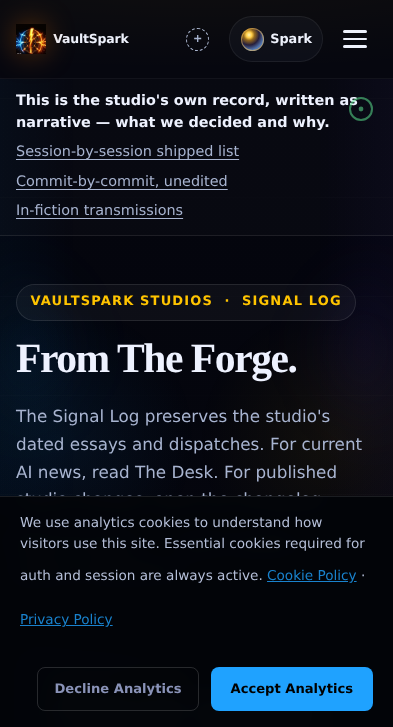 VaultSpark
+
Spark
This is the studio's own record, written as
narrative — what we decided and why.
Session-by-session shipped list
Commit-by-commit, unedited
In-fiction transmissions
VAULTSPARK STUDIOS · SIGNAL LOG
From The Forge.
The Signal Log preserves the studio's
dated essays and dispatches. For current
AI news, read The Desk. For published
We use analytics cookies to understand how
visitors use this site. Essential cookies required for
auth and session are always active. Cookie Policy ·
Privacy Policy
Decline Analytics
Accept Analytics